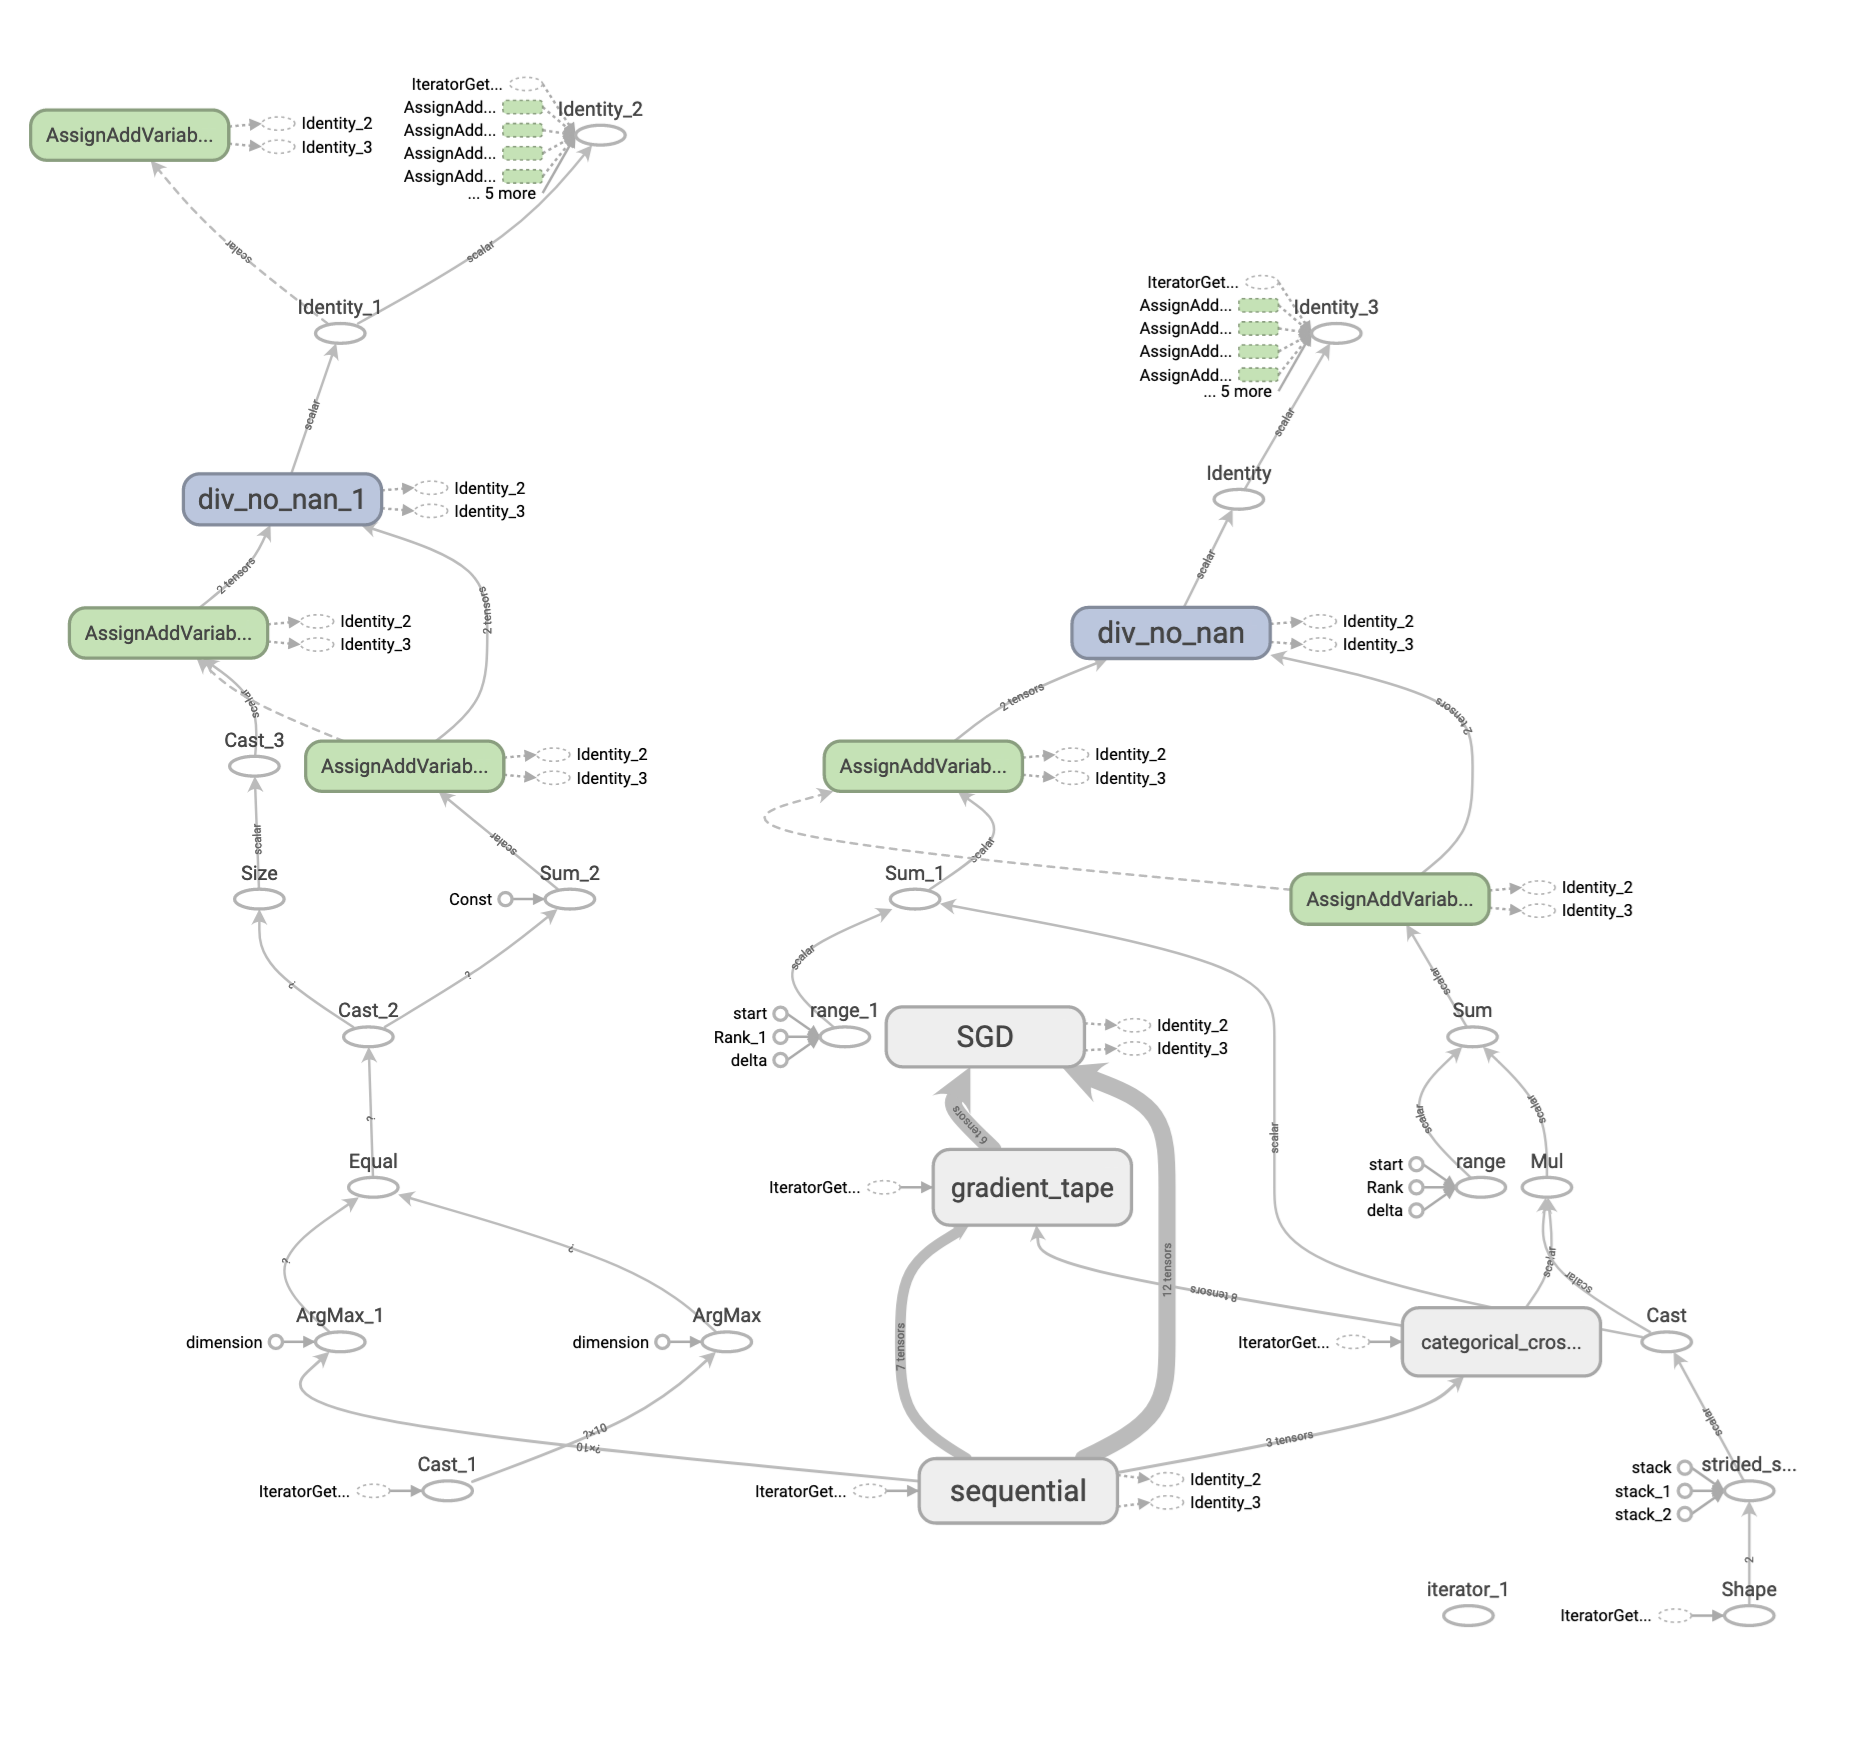 IteratorGet...
Identity_2
AssignAdd...
AssignAdd...
AssignAdd...
AssignAdd...
... 5 more
AssignAddVariab...
Identity_2
Identity_3
scalar
scalar
Identity_1
scalar
IteratorGet...
Identity_3
AssignAdd...
AssignAdd...
AssignAdd...
AssignAdd...
... 5 more
scalar
Identity
scalar
div_no_nan_1
Identity_2
Identity_3
2 tensors
2 tensors
AssignAddVariab...
Identity_2
Identity_3
scalar
Cast_3
AssignAddVariab...
Identity_2
Identity_3
scalar
scalar
Size
Const
Sum_2
?
?
Cast_2
?
Equal
?
?
ArgMax_1
dimension
ArgMax
dimension
?x10
?x10
Cast_1
IteratorGet...
div_no_nan
Identity_2
Identity_3
2 tensors
2 tensors
AssignAddVariab...
Identity_2
Identity_3
scalar
Sum_1
scalar
AssignAddVariab...
Identity_2
Identity_3
scalar
Sum
start
Rank_1
delta
range_1
SGD
Identity_2
Identity_3
6 tensors
scalar
scalar
scalar
start
Rank
delta
range
Mul
IteratorGet...
gradient_tape
12 tensors
8 tensors
scalar
scalar
7 tensors
IteratorGet...
categorical_cros...
Cast
3 tensors
scalar
IteratorGet...
sequential
Identity_2
Identity_3
stack
stack_1
stack_2
strided_s...
2
iterator_1
IteratorGet...
Shape